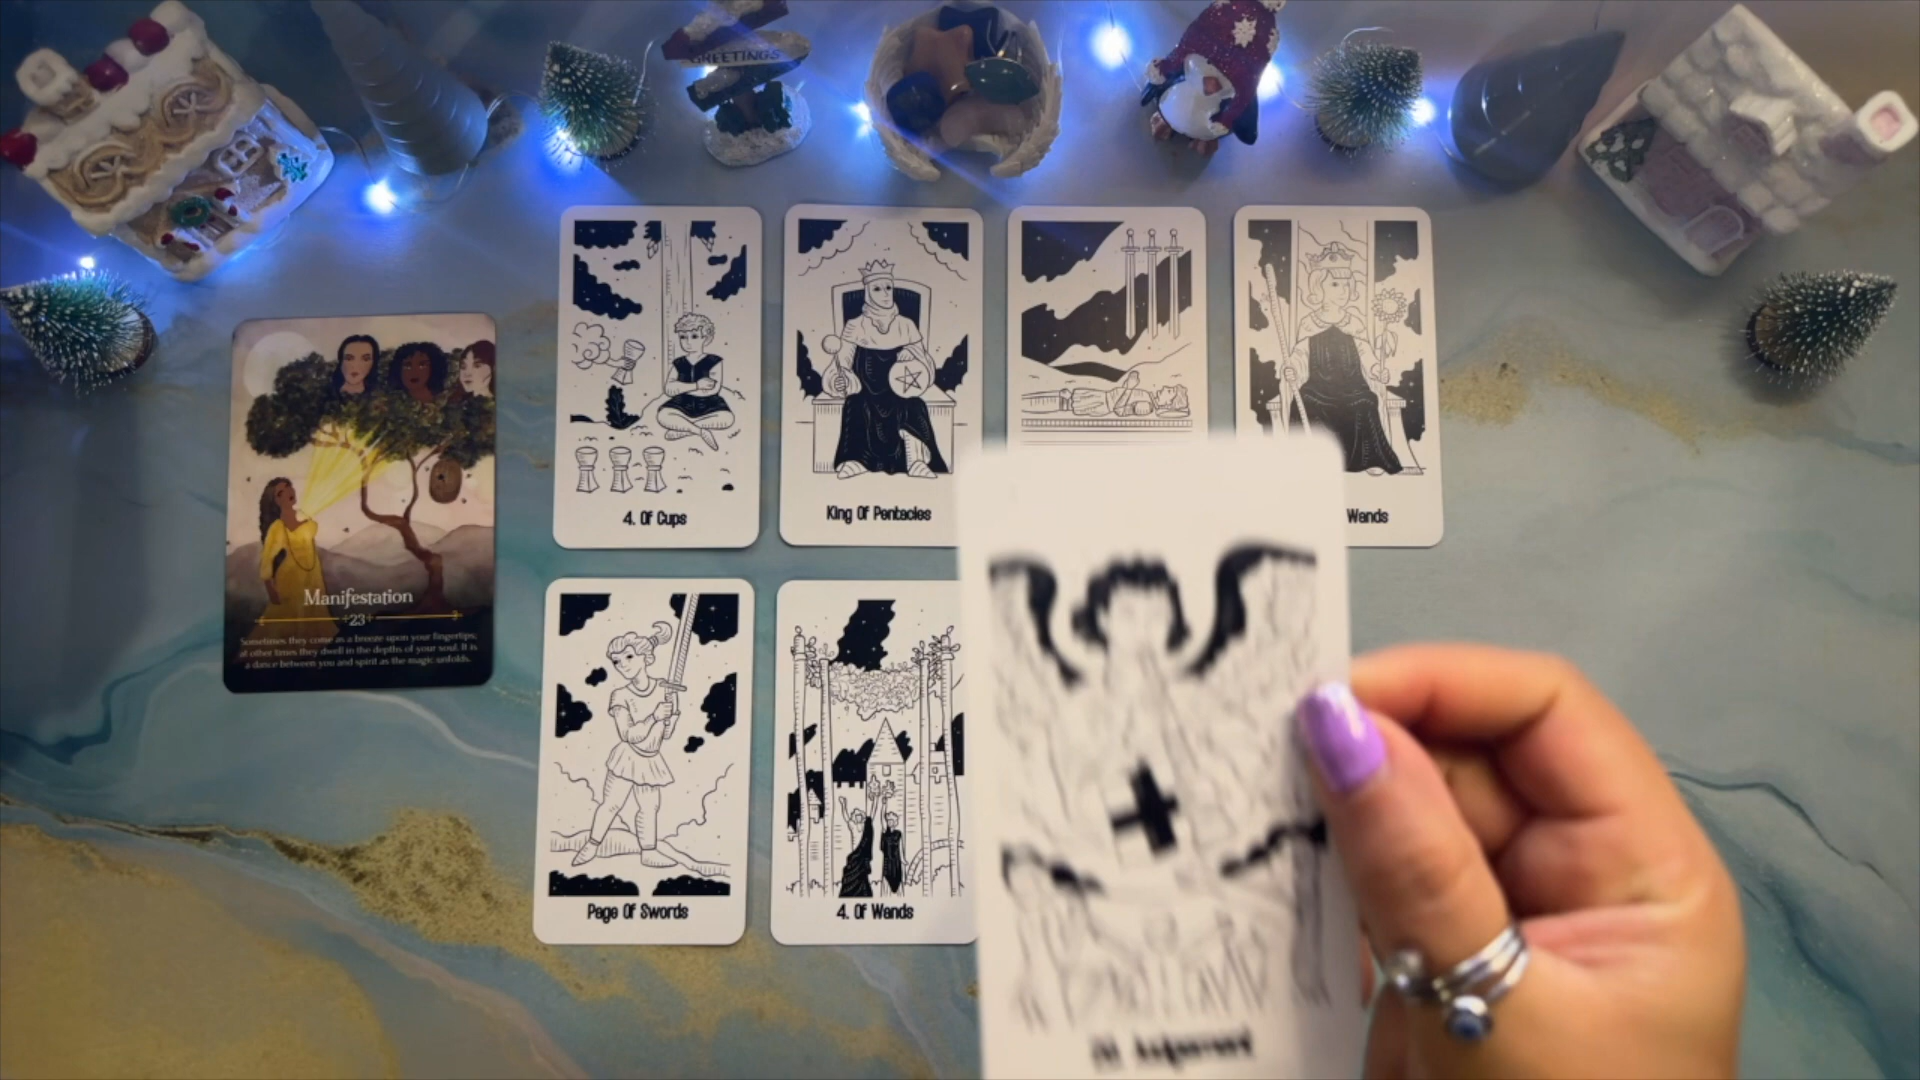 GREETINGS
4. Of Cups
King Of Pentacles
Wands
Manifestation
23
Sometimes they come as a breeze upon your fingertips;
at other times they dwell in the depths of your soul. It is
a dance between you and spirit as the magic unfolds.
Page Of Swords
4. Of Wands
Judgement